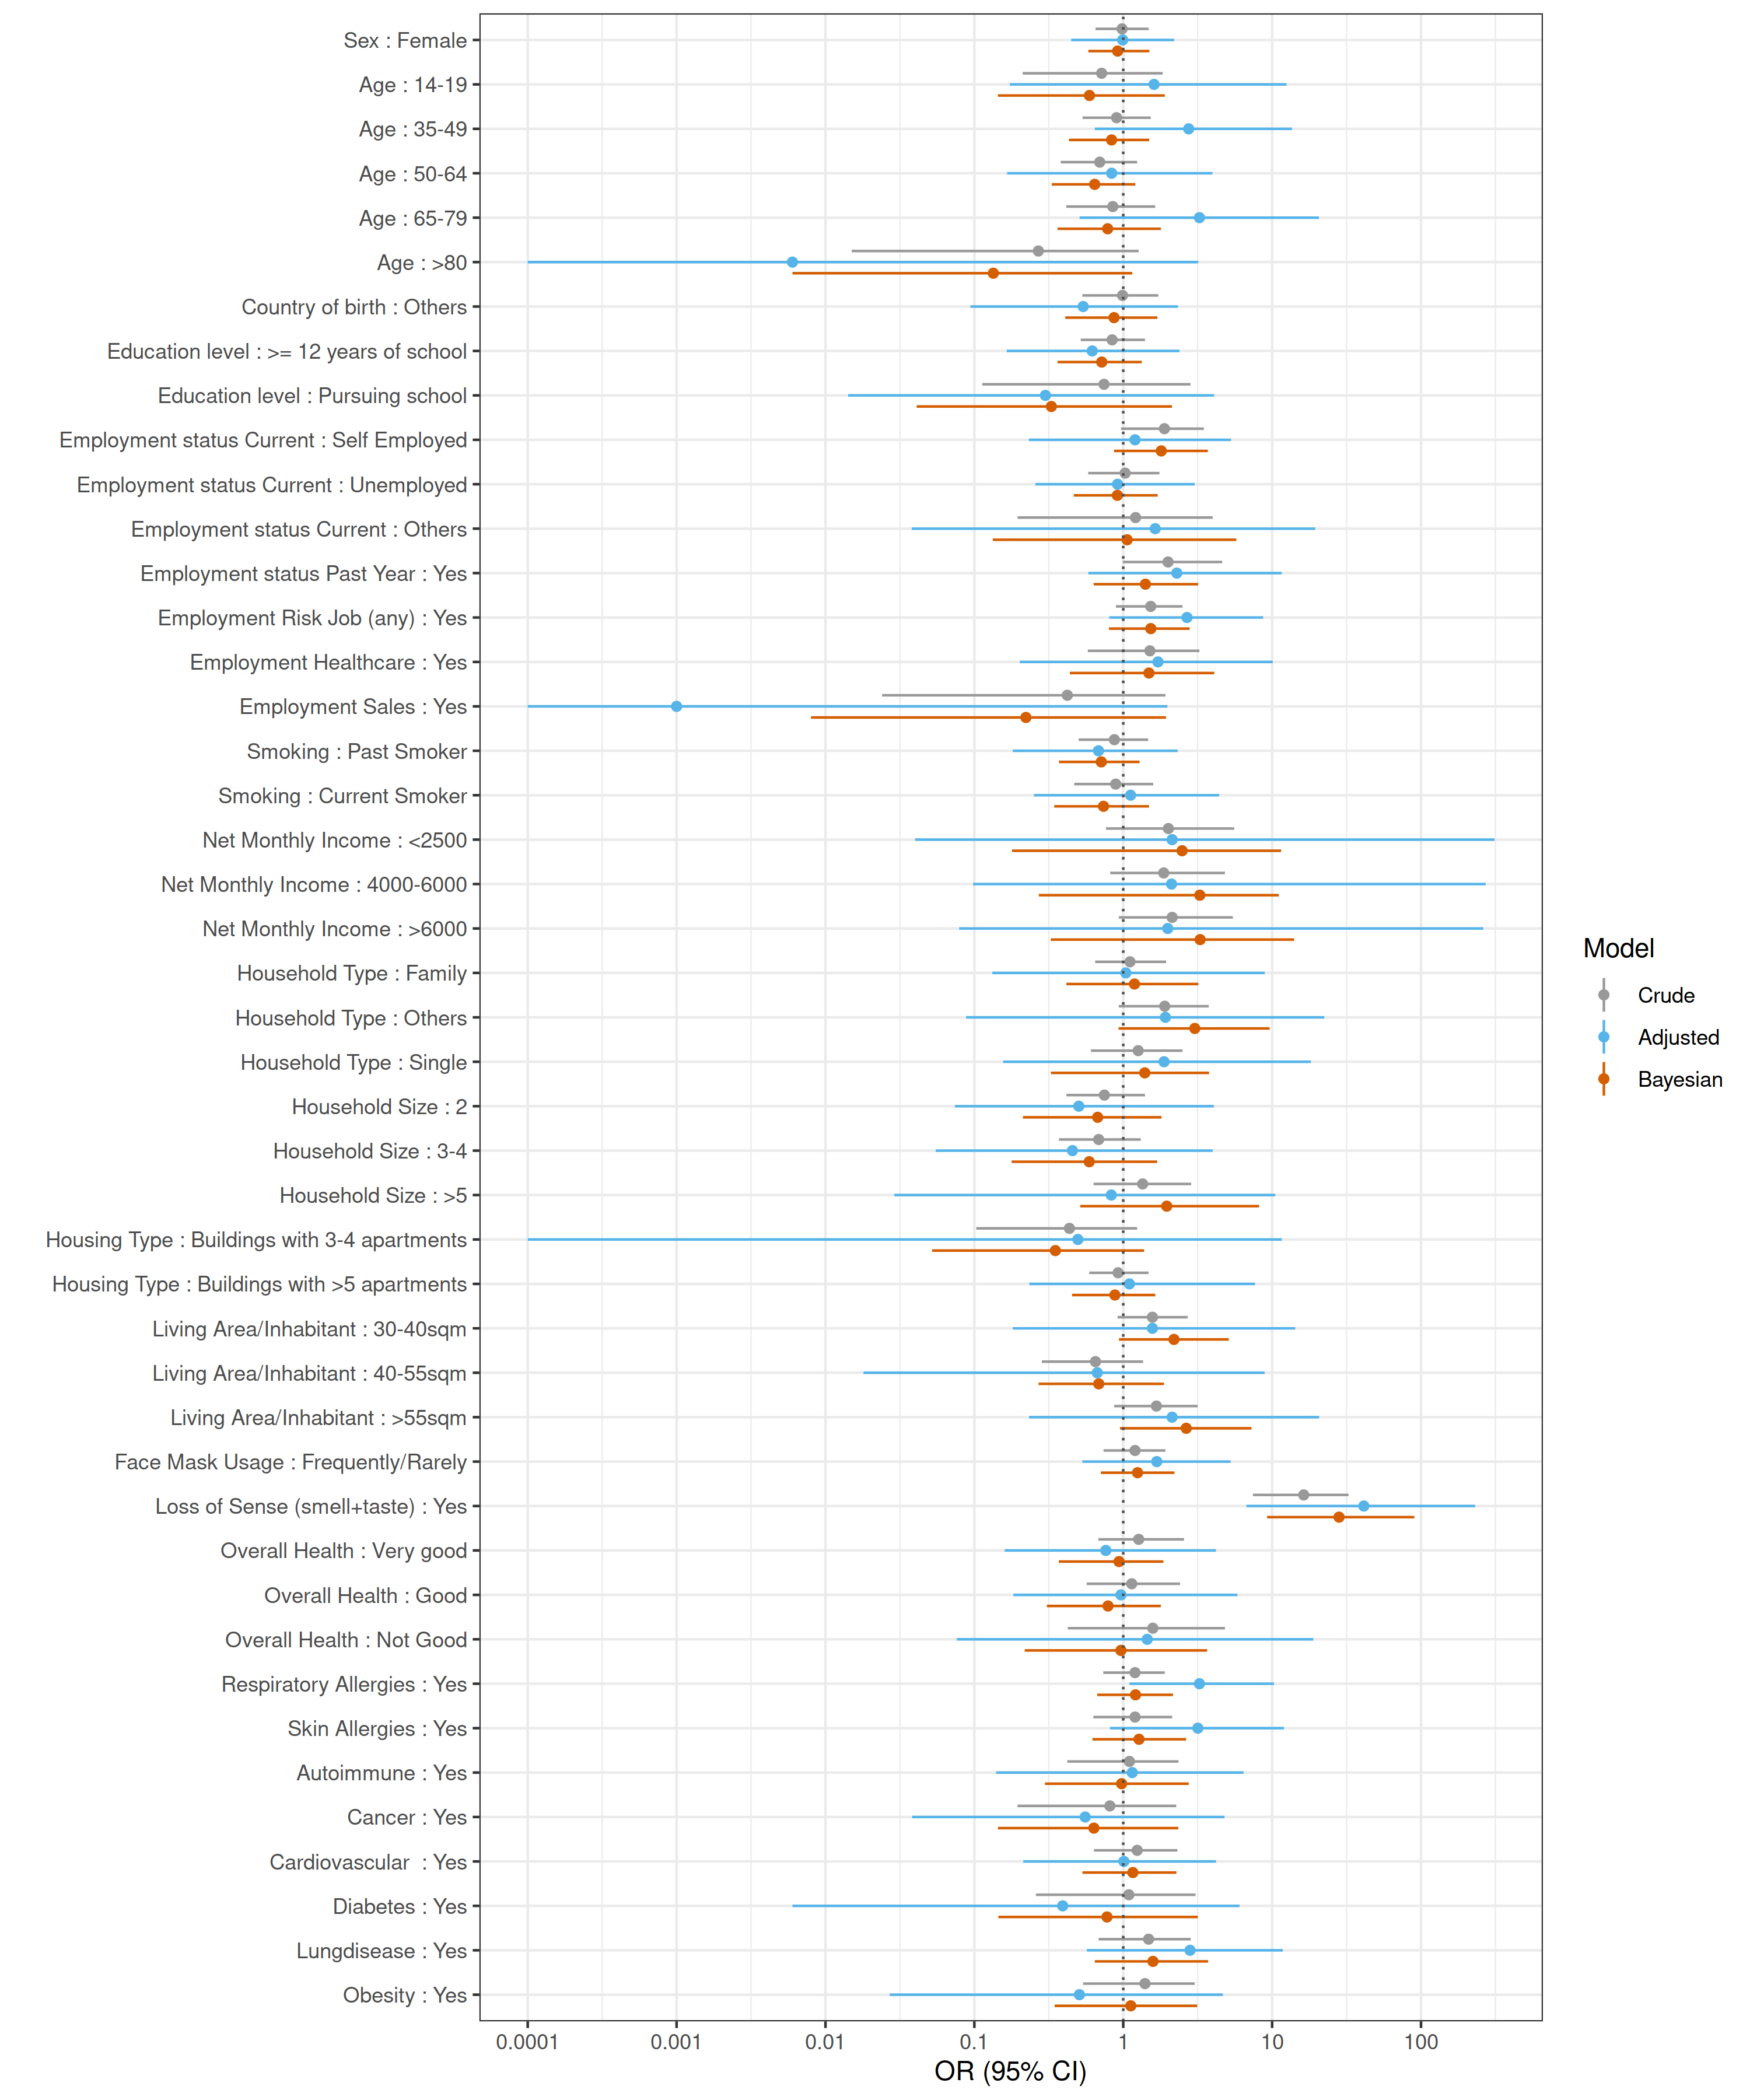 Sex : Female
Age : 14-19
Age : 35-49
Age : 50-64
Age : 65-79
Age : >80
Country of birth : Others
Education level : >= 12 years of school
Education level : Pursuing school
Employment status Current : Self Employed
Employment status Current : Unemployed
Employment status Current : Others
Employment status Past Year : Yes
Employment Risk Job (any) : Yes
Employment Healthcare : Yes
Employment Sales : Yes
Smoking : Past Smoker
Smoking : Current Smoker
Net Monthly Income : <2500
Net Monthly Income : 4000-6000
Net Monthly Income : >6000
Household Type : Family
Household Type : Others
Household Type : Single
Household Size : 2
Household Size : 3-4
Household Size : >5
Housing Type : Buildings with 3-4 apartments
Housing Type : Buildings with >5 apartments
Living Area/Inhabitant : 30-40sqm
Living Area/Inhabitant : 40-55sqm
Living Area/Inhabitant : >55sqm
Face Mask Usage : Frequently/Rarely
Loss of Sense (smell+taste) : Yes
Overall Health : Very good
Overall Health : Good
Overall Health : Not Good
Respiratory Allergies : Yes
Skin Allergies : Yes
Autoimmune : Yes
Cancer : Yes
Cardiovascular  : Yes
Diabetes : Yes
Lungdisease : Yes
Obesity : Yes
0.0001 0.001 0.01 0.1 1 10 100
OR (95% CI)
Model
Crude
Adjusted
Bayesian